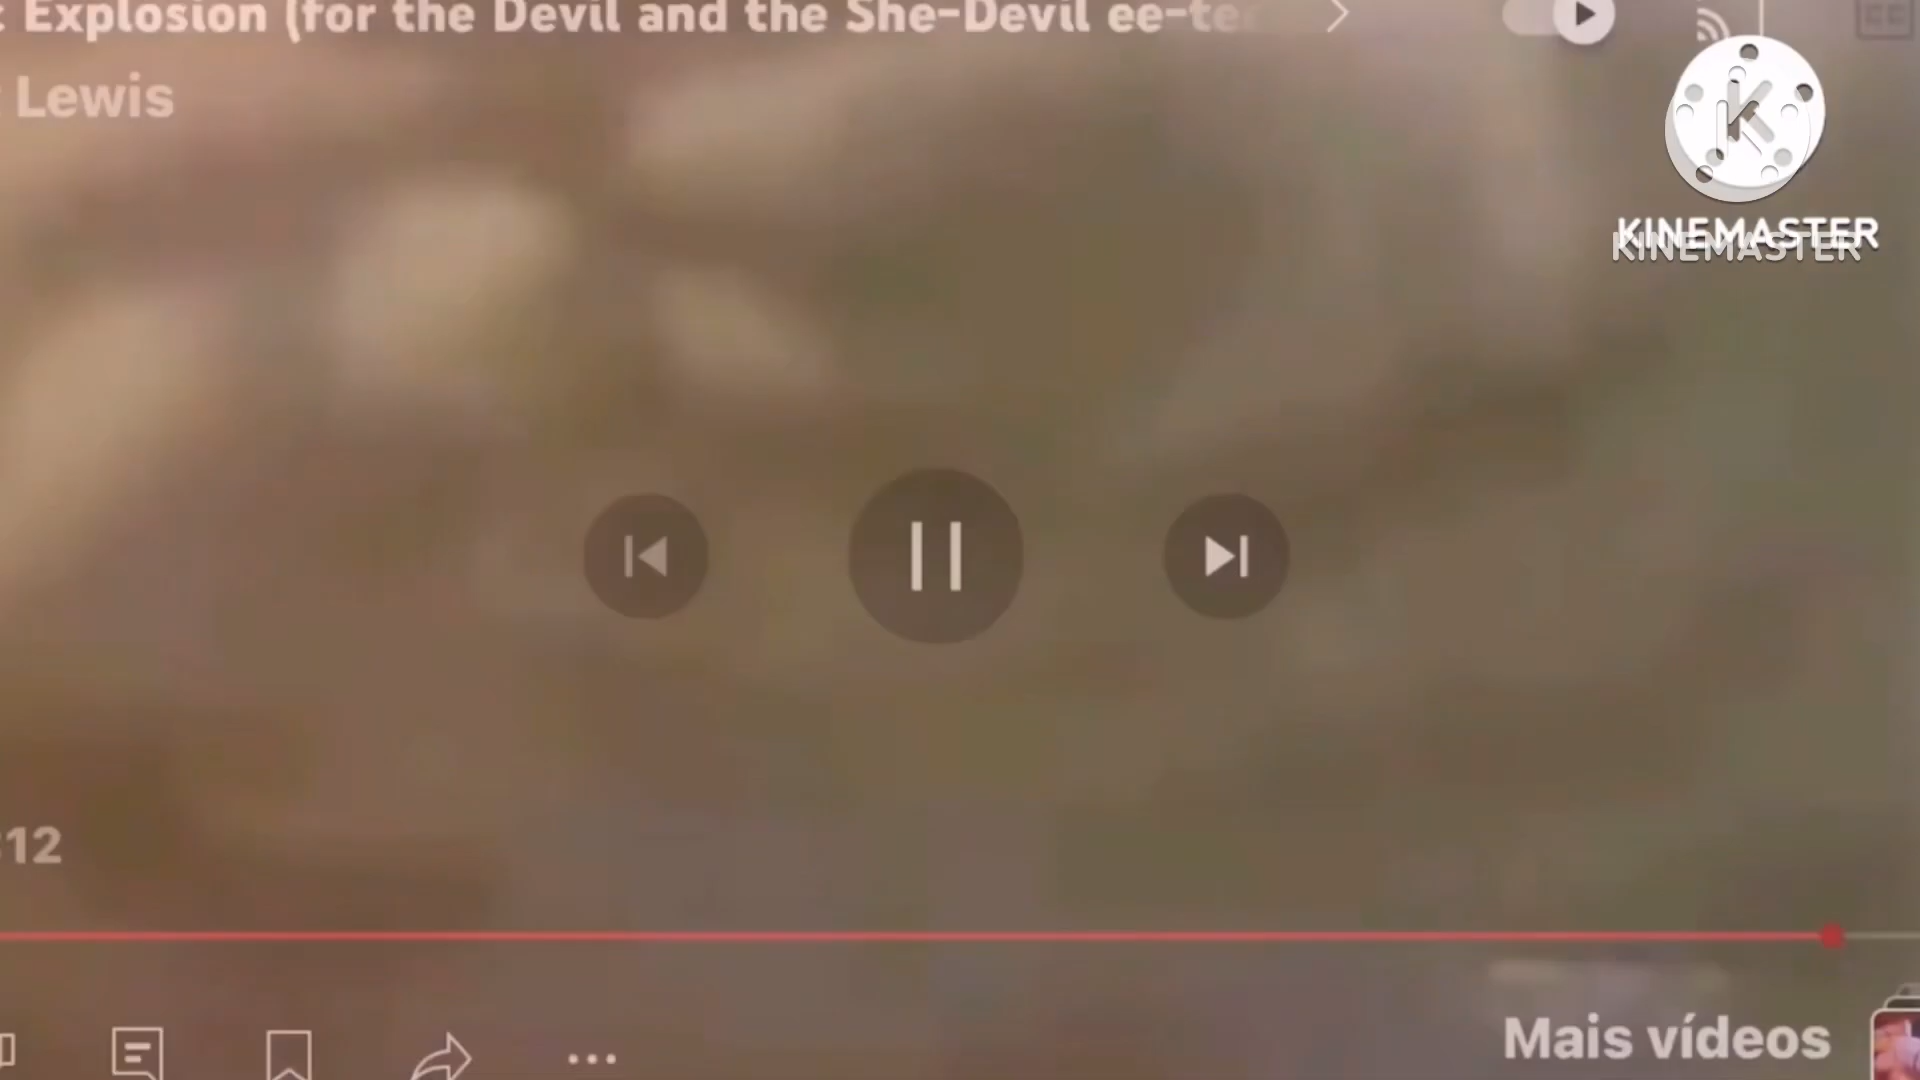 : Explosion (for the Devil and the She-Devil ee-te
Lewis
K
KINEMASTER
KINEMASTER
:12
Mais vídeos